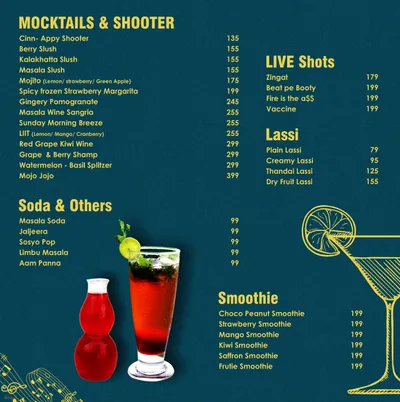 MOCKTAILS & SHOOTER
Cinn- Appy Shooter 135
Berry Slush 155
Kalakhatta Slush 155
Masala Slush 155
Mojito (Lemon/ strawberry/ Green Apple) 175
Spicy frozen Strawberry Margarita 199
Gingery Pomogranate 245
Masala Wine Sangria 255
Sunday Morning Breeze 255
LIIT (Lemon/ Mango/ Cranberry) 255
Red Grape Kiwi Wine 299
Grape & Berry Shamp 299
Watermelon - Basil Splitzer 299
Mojo Jojo 399
Soda & Others
Masala Soda 99
Jaljeera 99
Sosyo Pop 99
Limbu Masala 99
Aam Panna 99
LIVE Shots
Zingat 179
Beat pe Booty 199
Fire is the a$$ 199
Vaccine 199
Lassi
Plain Lassi 79
Creamy Lassi 95
Thandai Lassi 125
Dry Fruit Lassi 155
Smoothie
Choco Peanut Smoothie 199
Strawberry Smoothie 199
Mango Smoothie 199
Kiwi Smoothie 199
Saffron Smoothie 199
Frufie Smoothie 199